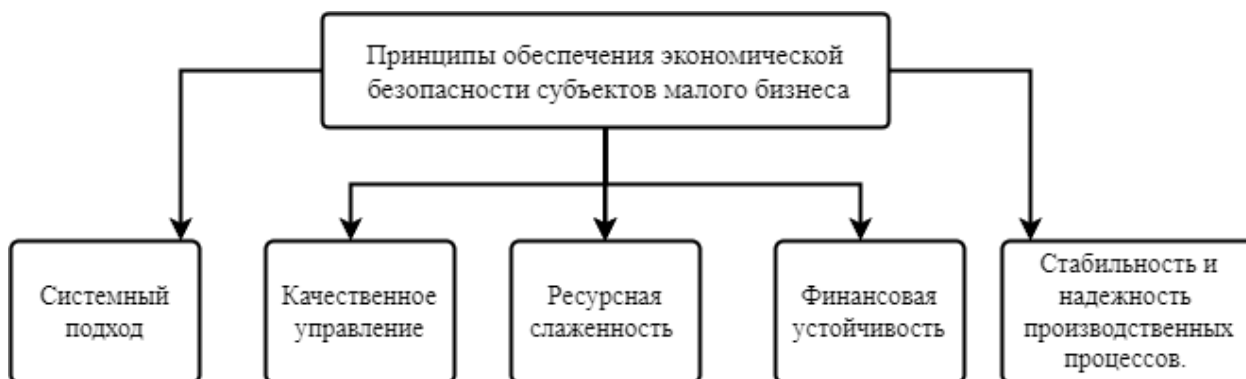 Принципы обеспечения экономической
безопасности субъектов малого бизнеса
Системный
подход
Качественное
управление
Ресурсная
слаженность
Финансовая
устойчивость
Стабильность и
надежность
производственных
процессов.